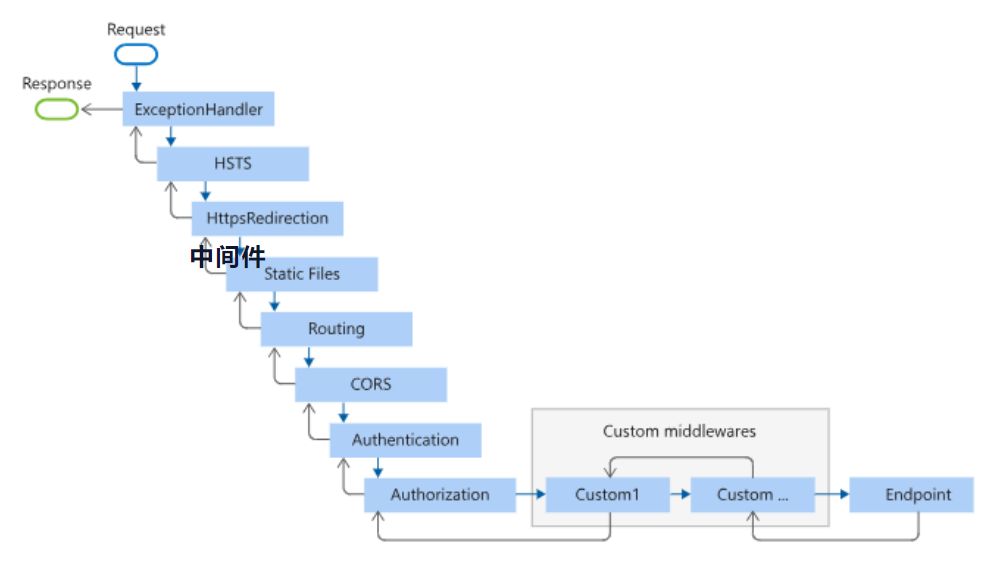 Request
Response
ExceptionHandler
HSTS
HttpsRedirection
中间件
Static Files
Routing
CORS
Authentication
Custom middlewares
Authorization
Custom1
Custom ...
Endpoint